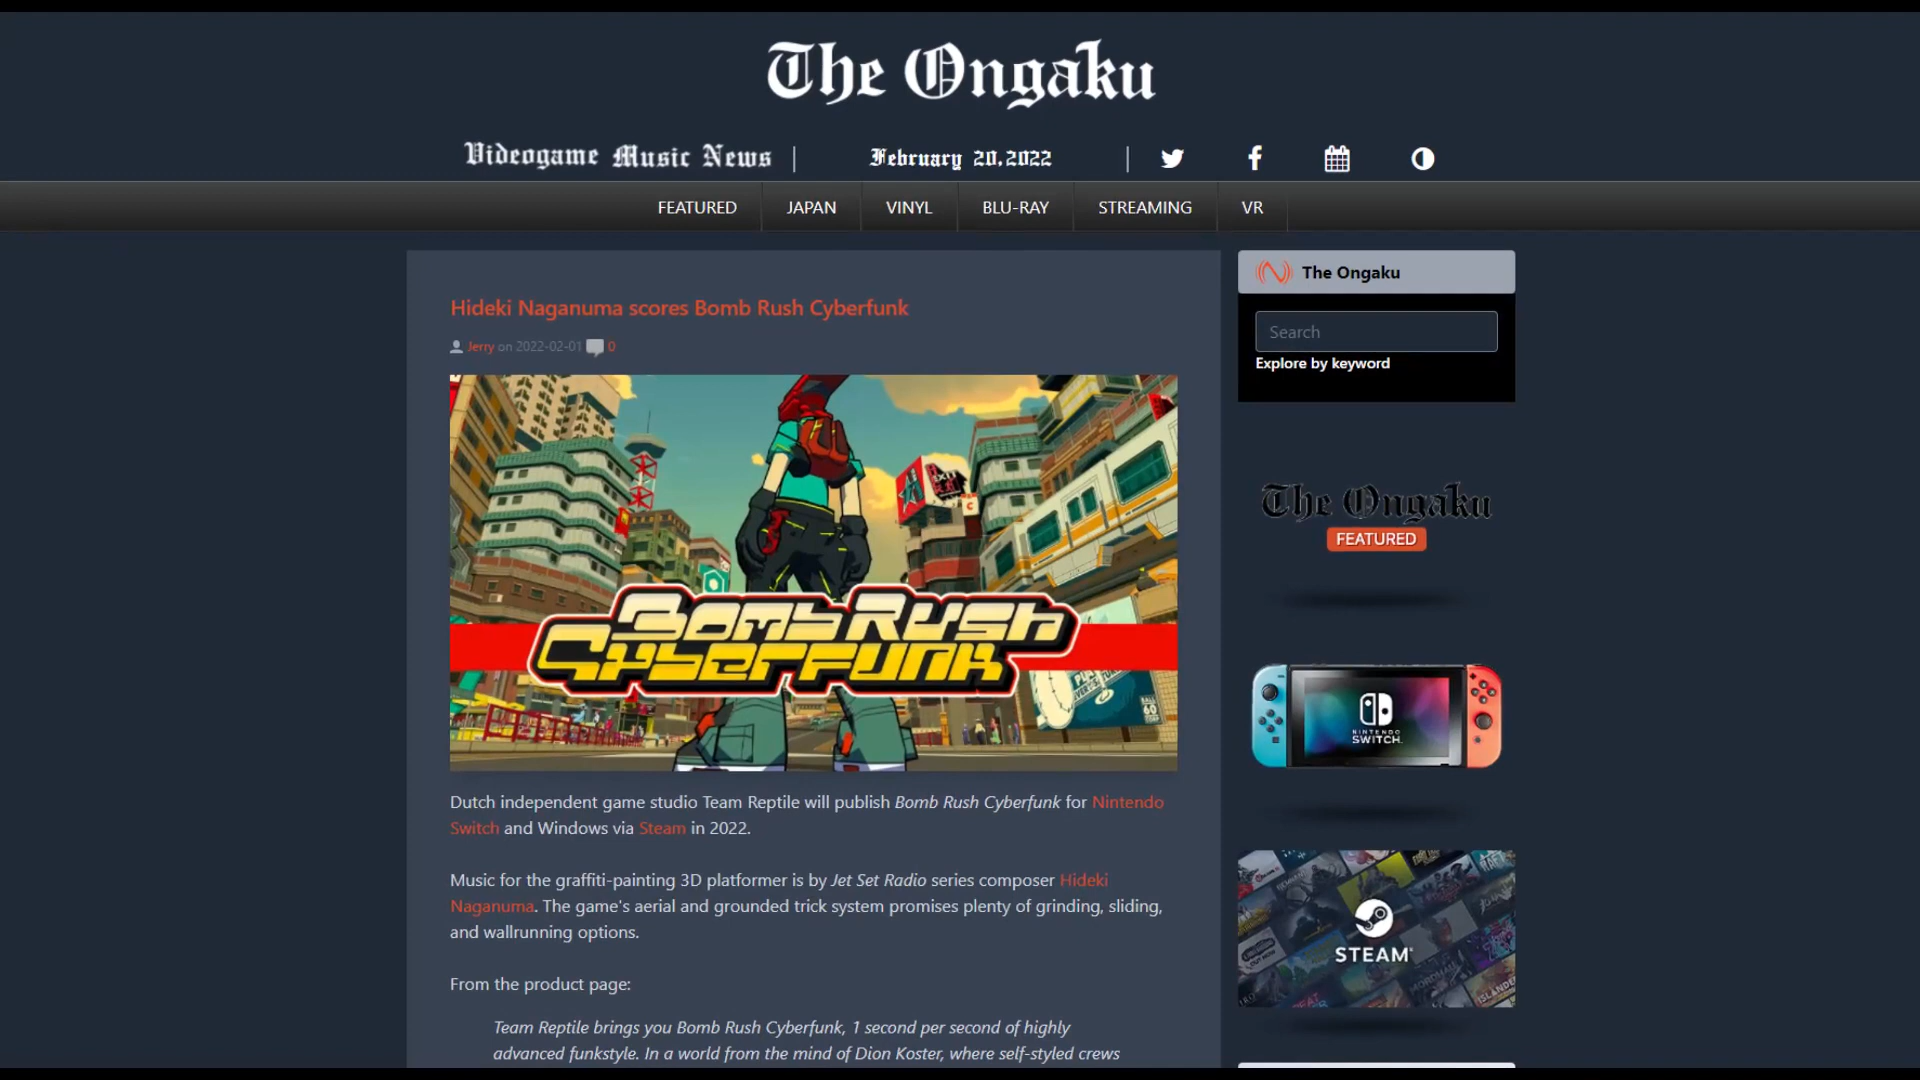 The Ongaku
Videogame Music News
February 20, 2022
FEATURED
JAPAN
VINYL
BLU-RAY
STREAMING
VR
Hideki Naganuma scores Bomb Rush Cyberfunk
Jerry on 2022-02-01 0
Bomb Rush
Cyberfunk
Dutch independent game studio Team Reptile will publish Bomb Rush Cyberfunk for Nintendo
Switch and Windows via Steam in 2022.
Music for the graffiti-painting 3D platformer is by Jet Set Radio series composer Hideki
Naganuma. The game's aerial and grounded trick system promises plenty of grinding, sliding,
and wallrunning options.
From the product page:
Team Reptile brings you Bomb Rush Cyberfunk, 1 second per second of highly
advanced funkstyle. In a world from the mind of Dion Koster, where self-styled crews
The Ongaku
Search
Explore by keyword
The Ongaku
FEATURED
NINTENDO
SWITCH
STEAM